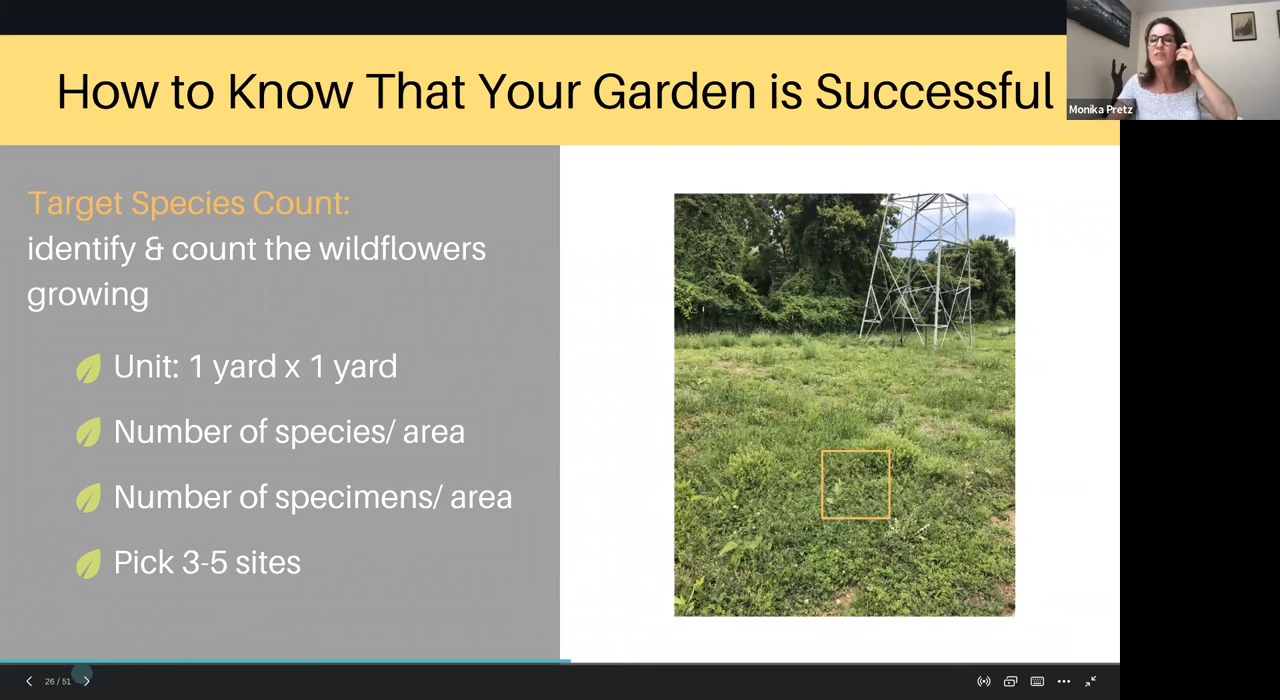 How to Know That Your Garden is Successful
Monika Pretz
Target Species Count:
identify & count the wildflowers
growing
Unit: 1 yard x 1 yard
Number of species/ area
Number of specimens/ area
Pick 3-5 sites
26 / 51